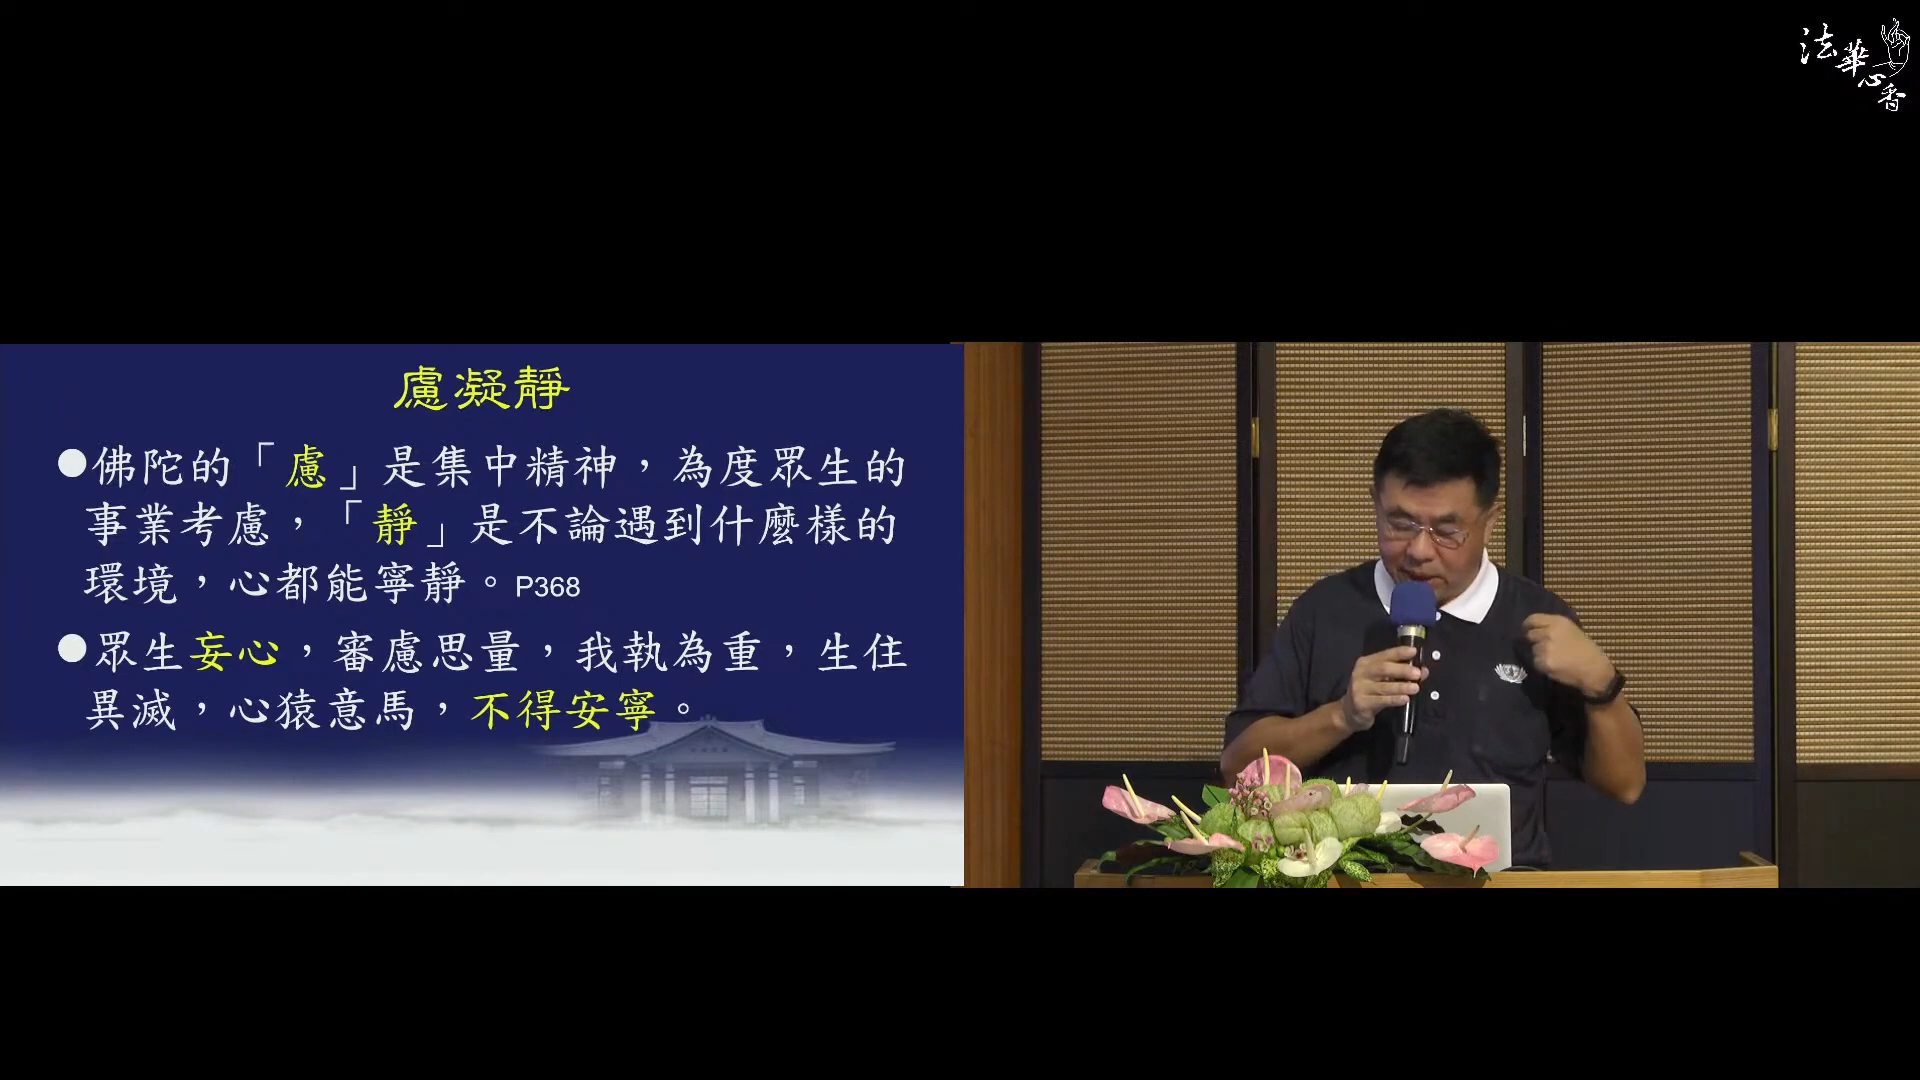 法華心香
慮凝靜
●佛陀的「慮」是集中精神，為度眾生的
事業考慮，「靜」是不論遇到什麼樣的
環境，心都能寧靜。P368
●眾生妄心，審慮思量，我執為重，生住
異滅，心猿意馬，不得安寧。